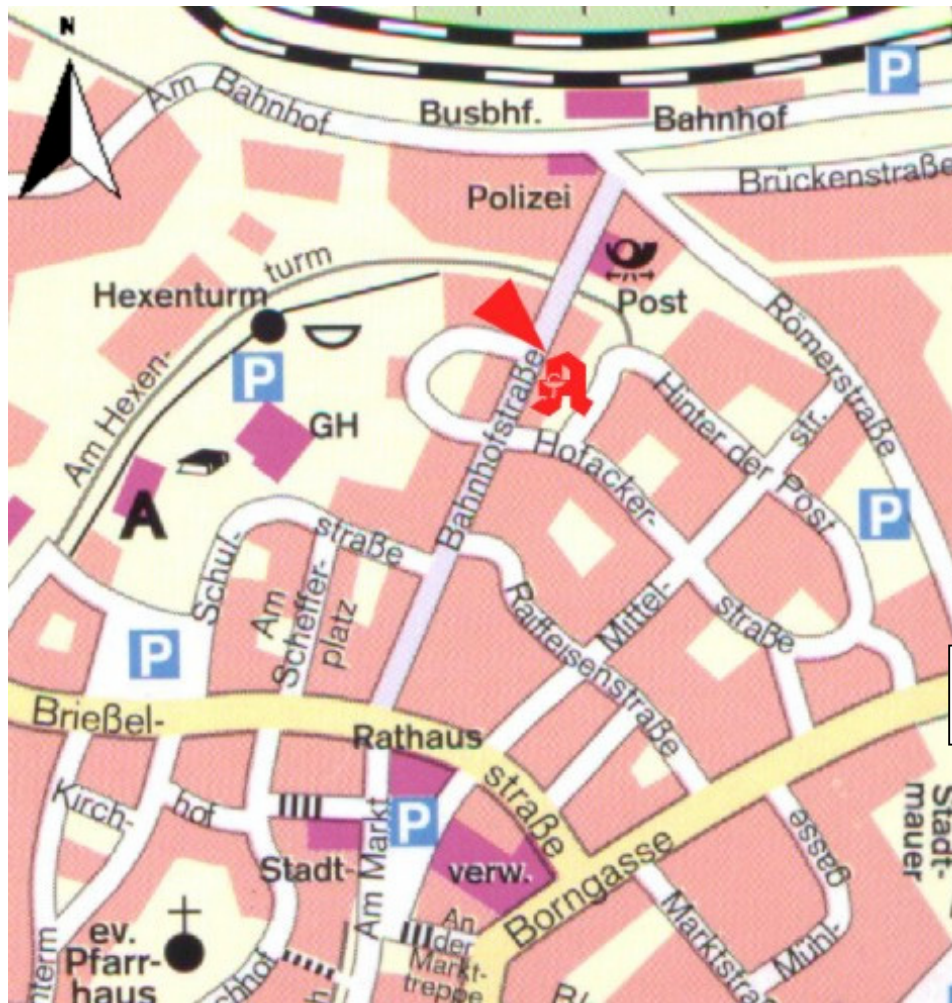 N
P
Am Bahnhof
Busbhf.
Bahnhof
Brückenstraße
Polizei
turm
Hexenturm
Post
Römerstraße
P
Am Hexen-
GH
Bahnhofstraße
Hinter der Post
str.
Hofacker-
A
P
Schul-
straße
Am
Scheffer-
platz
Raiffeisenstraße
Mittel-
straße
P
Brießel-
Rathaus
straße
Kirch-
hof
P
Am Markt
Stadt-
verw.
Borngasse
gasse
Stadt-
mauer
ev.
Pfarr-
haus
An
der
Markt-
treppe
Marktstra
Mühl-